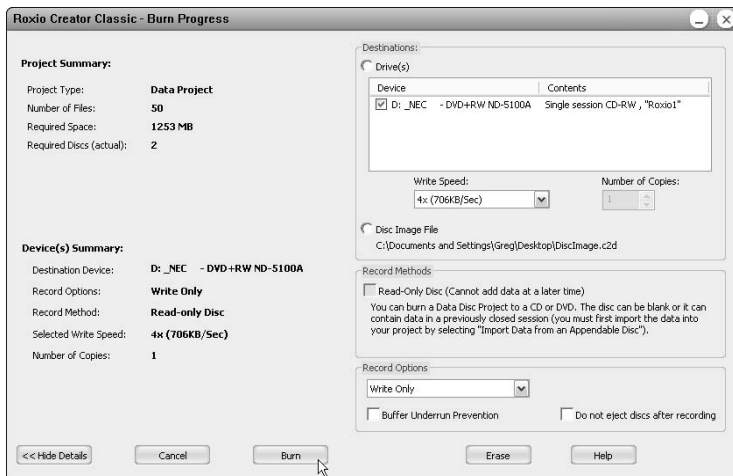 Roxio Creator Classic - Burn Progress
Project Summary:
Project Type: Data Project
Number of Files: 50
Required Space: 1253 MB
Required Discs (actual): 2
Device(s) Summary:
Destination Device: D: _NEC - DVD+RW ND-5100A
Record Options: Write Only
Record Method: Read-only Disc
Selected Write Speed: 4x (706KB/Sec)
Number of Copies: 1
Destinations:
Drive(s)
Device Contents
D: _NEC - DVD+RW ND-5100A Single session CD-RW , "Roxio1"
Write Speed: Number of Copies:
4x (706KB/Sec) 1
Disc Image File
C:\Documents and Settings\Greg\Desktop\DiscImage.c2d
Record Methods
Read-Only Disc (Cannot add data at a later time)
You can burn a Data Disc Project to a CD or DVD. The disc can be blank or it can
contain data in a previously closed session (you must first import the data into
your project by selecting "Import Data from an Appendable Disc").
Record Options
Write Only
Buffer Underrun Prevention Do not eject discs after recording
<< Hide Details Cancel Burn Erase Help